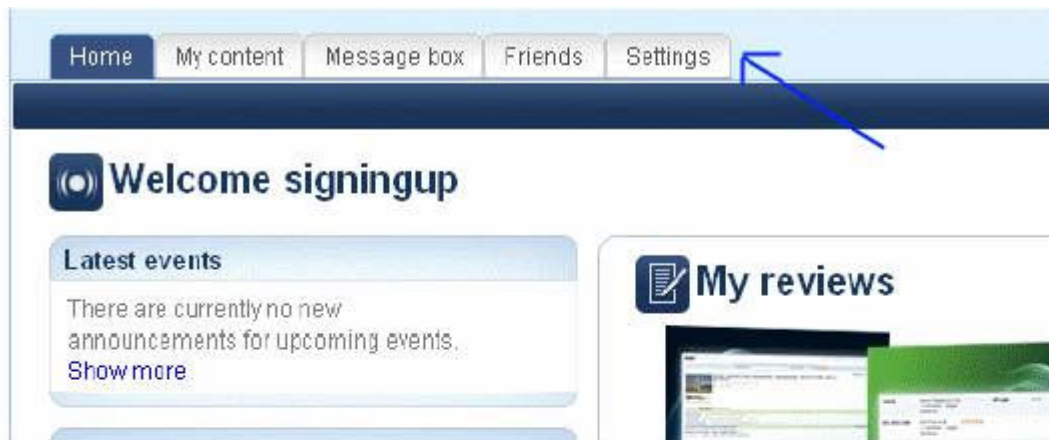 Home
My content
Message box
Friends
Settings
Welcome signingup
Latest events
There are currently no new
announcements for upcoming events.
Show more
My reviews